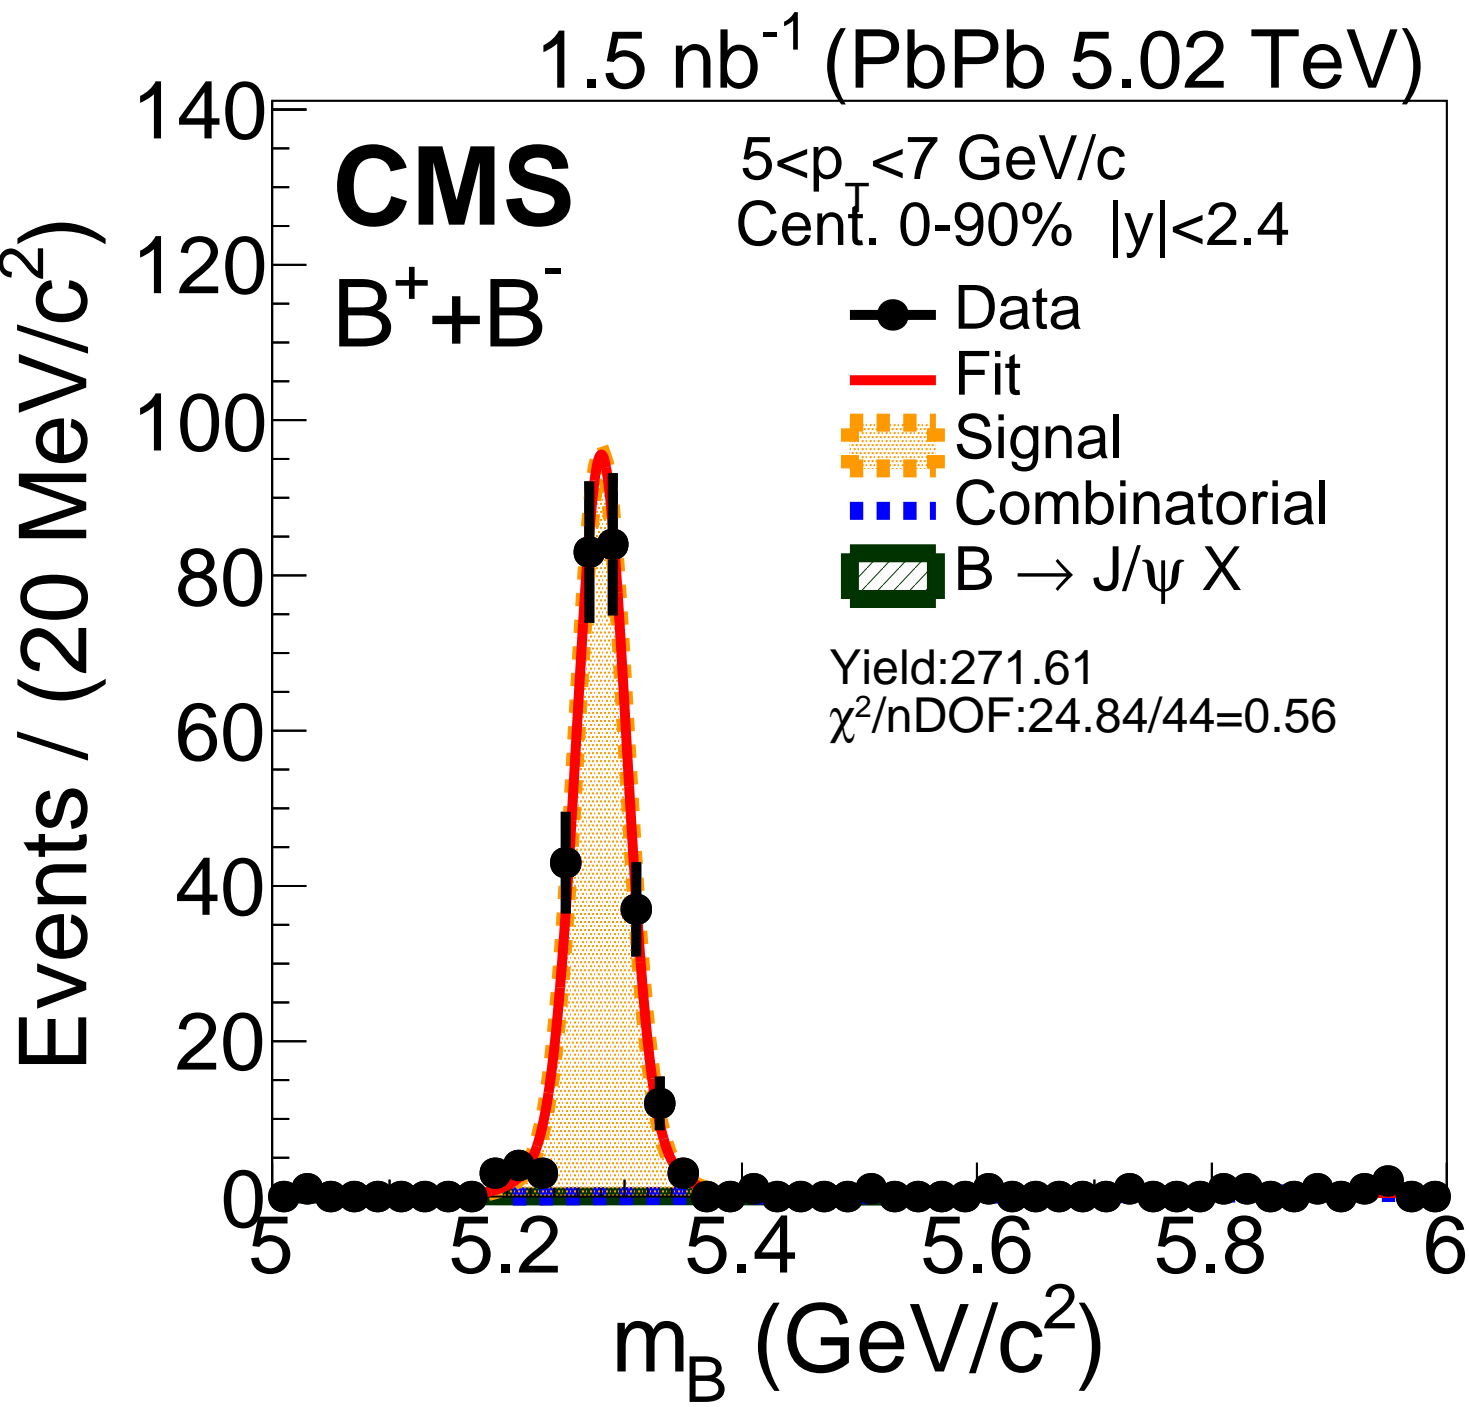 1.5 nb⁻¹ (PbPb 5.02 TeV)
CMS
B⁺+B⁻
5<p_T<7 GeV/c
Cent. 0-90% |y|<2.4
Data
Fit
Signal
Combinatorial
B → J/ψ X
Yield:271.61
χ²/nDOF:24.84/44=0.56
Events / (20 MeV/c²)
140
120
100
80
60
40
20
0
5 5.2 5.4 5.6 5.8 6
m_B (GeV/c²)